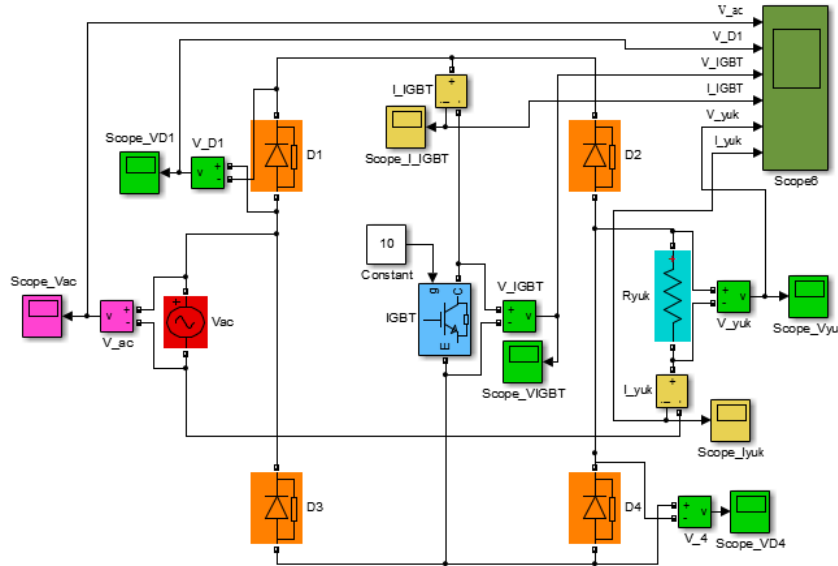 V_ac
V_D1
V_IGBT
I_IGBT
V_yuk
I_yuk
Scope6
I_IGBT
+
-
i
Scope_I_IGBT
Scope_VD1
V_D1
v
+
-
D1
D2
10
Constant
g
C
E
IGBT
V_IGBT
+
-
v
Scope_VIGBT
Scope_Vac
v
+
-
V_ac
+
Vac
+
Ryuk
+
-
v
V_yuk
Scope_Vyu
I_yuk
+
-
i
Scope_Iyuk
D3
D4
+
-
v
V_4
Scope_VD4